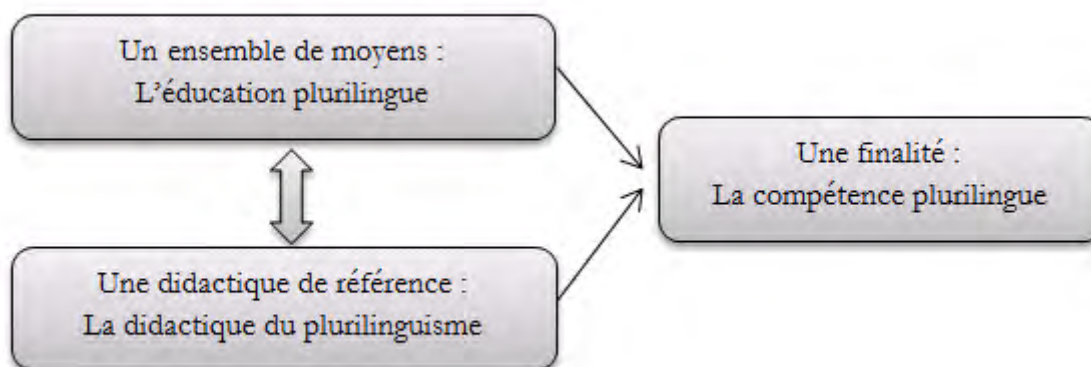 Un ensemble de moyens :
L'éducation plurilingue
Une finalité :
La compétence plurilingue
Une didactique de référence :
La didactique du plurilinguisme